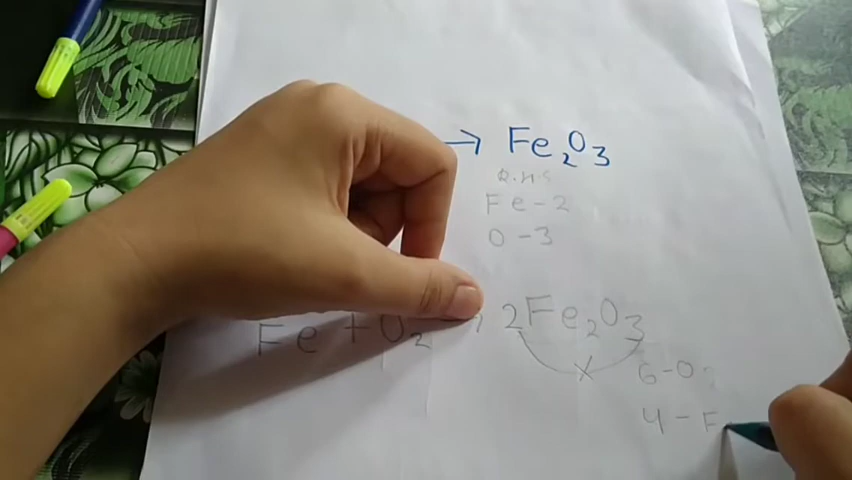 → Fe₂O₃
R.H.S
Fe-2
O-3
Fe + O₂ → 2Fe₂O₃
×
6-O
4-F